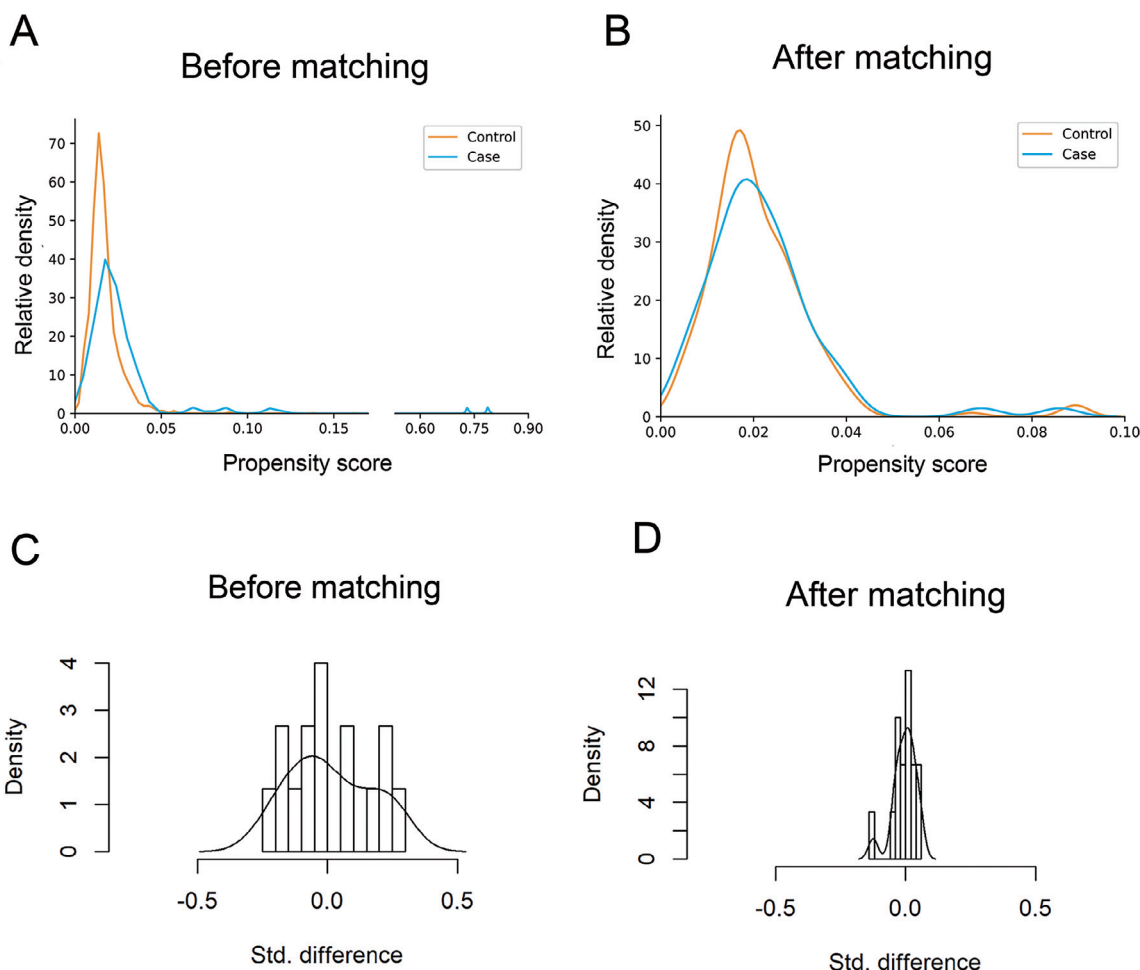 A
Before matching
Relative density
70
60
50
40
30
20
10
0
0.00 0.05 0.10 0.15 0.60 0.75 0.90
Propensity score
Control
Case
B
After matching
Relative density
50
40
30
20
10
0
0.00 0.02 0.04 0.06 0.08 0.10
Propensity score
Control
Case
C
Before matching
Density
4
3
2
1
0
-0.5 0.0 0.5
Std. difference
D
After matching
Density
12
8
4
0
-0.5 0.0 0.5
Std. difference